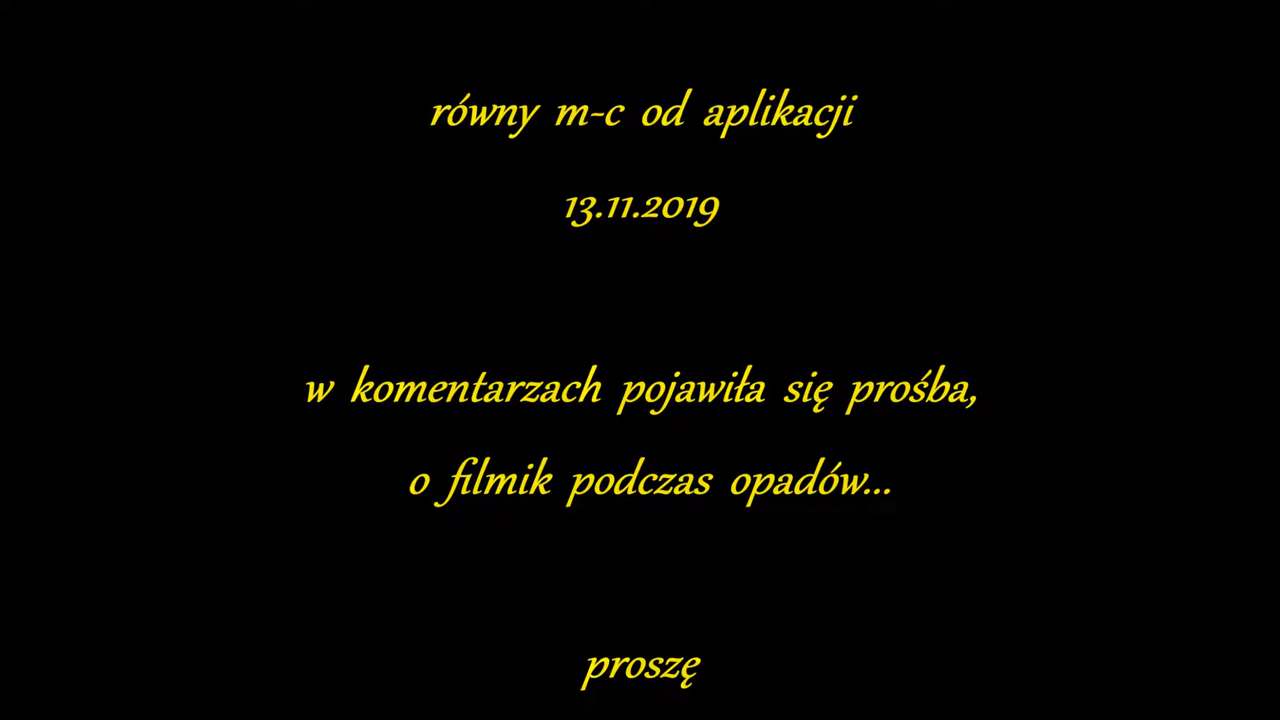 równy m-c od aplikacji
13.11.2019
w komentarzach pojawiła się prośba,
o filmik podczas opadów...
proszę